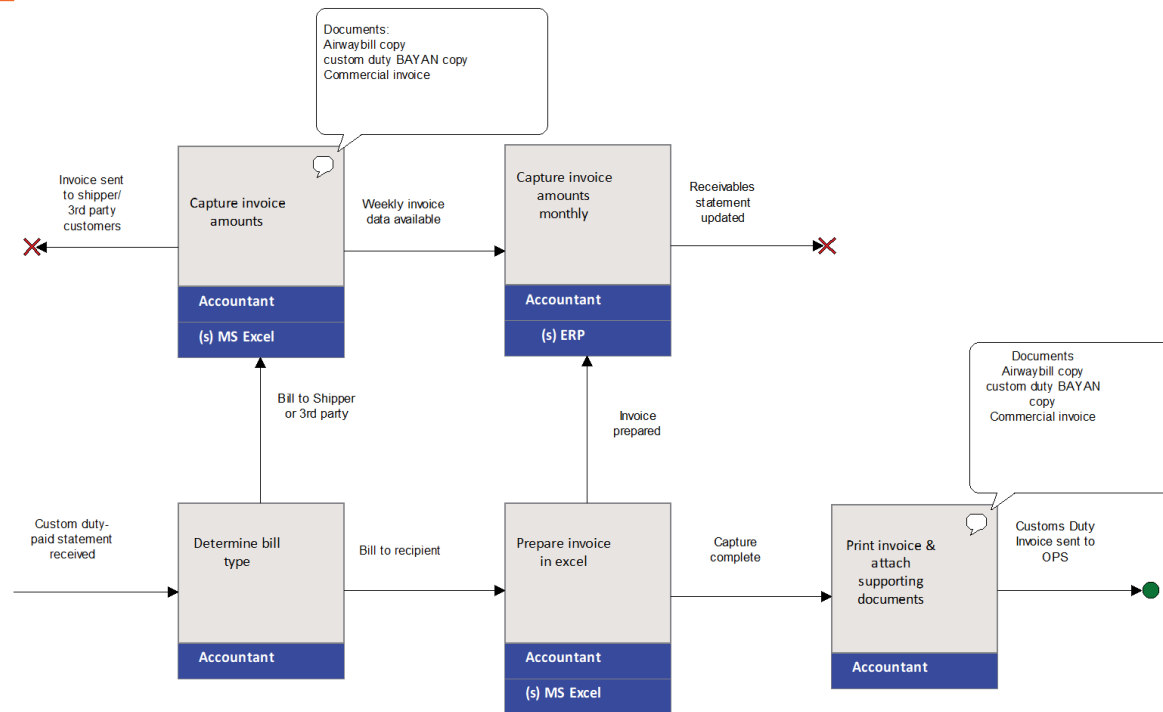 Documents:
Airwaybill copy
custom duty BAYAN copy
Commercial invoice
Invoice sent
to shipper/
3rd party
customers
Capture invoice
amounts
Accountant
(s) MS Excel
Weekly invoice
data available
Capture invoice
amounts
monthly
Accountant
(s) ERP
Receivables
statement
updated
Bill to Shipper
or 3rd party
Invoice
prepared
Documents
Airwaybill copy
custom duty BAYAN
copy
Commercial invoice
Custom duty-
paid statement
received
Determine bill
type
Accountant
Bill to recipient
Prepare invoice
in excel
Accountant
(s) MS Excel
Capture
complete
Print invoice &
attach
supporting
documents
Accountant
Customs Duty
Invoice sent to
OPS